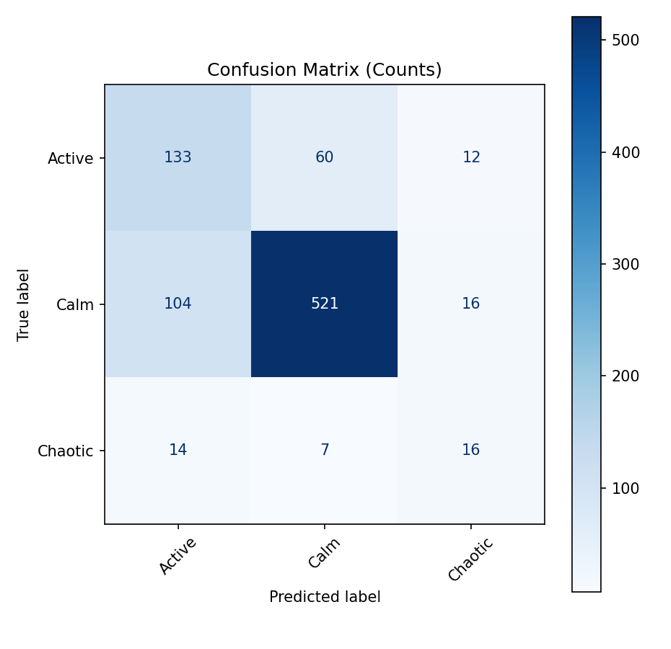 Confusion Matrix (Counts)
500
400
300
200
100
Active
133
60
12
Calm
104
521
16
Chaotic
14
7
16
Active
Calm
Chaotic
True label
Predicted label